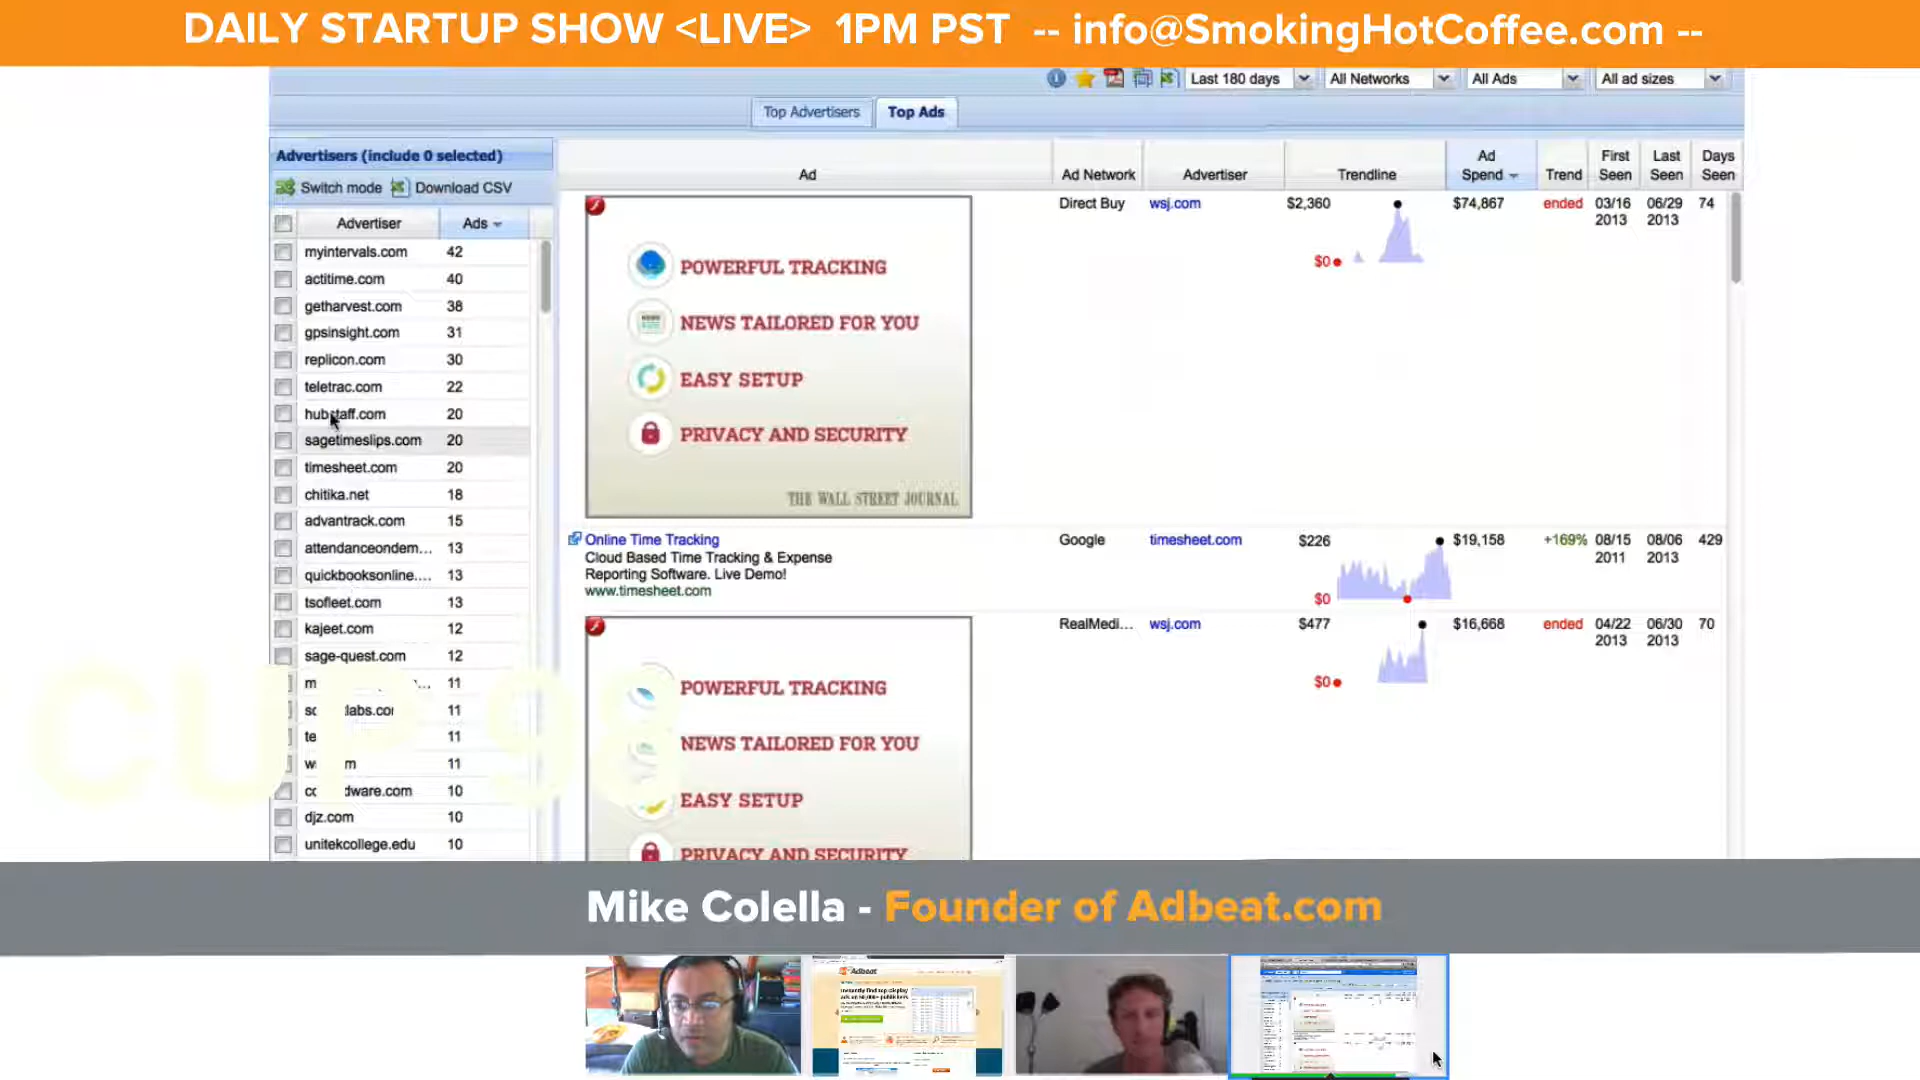 DAILY STARTUP SHOW <LIVE> 1PM PST -- info@SmokingHotCoffee.com --
Last 180 days All Networks All Ads All ad sizes
Top Advertisers Top Ads
Advertisers (include 0 selected)
Switch mode Download CSV
Advertiser Ads
myintervals.com 42
actitime.com 40
getharvest.com 38
gpsinsight.com 31
replicon.com 30
teletrac.com 22
hubstaff.com 20
sagetimeslips.com 20
timesheet.com 20
chitika.net 18
advantrack.com 15
attendanceondem... 13
quickbooksonline.... 13
tsofleet.com 13
kajeet.com 12
sage-quest.com 12
11
11
11
11
10
djz.com 10
unitekcollege.edu 10
Ad Ad Network Advertiser Trendline Ad Spend Trend First Seen Last Seen Days Seen
POWERFUL TRACKING
NEWS TAILORED FOR YOU
EASY SETUP
PRIVACY AND SECURITY
THE WALL STREET JOURNAL
Direct Buy wsj.com $2,360 $0 $74,867 ended 03/16 2013 06/29 2013 74
Online Time Tracking
Cloud Based Time Tracking & Expense
Reporting Software. Live Demo!
www.timesheet.com
Google timesheet.com $226 $0 $19,158 +169% 08/15 2011 08/06 2013 429
POWERFUL TRACKING
NEWS TAILORED FOR YOU
EASY SETUP
PRIVACY AND SECURITY
RealMedi... wsj.com $477 $0 $16,668 ended 04/22 2013 06/30 2013 70
CUP
Mike Colella - Founder of Adbeat.com
Adbeat
Instantly find top display